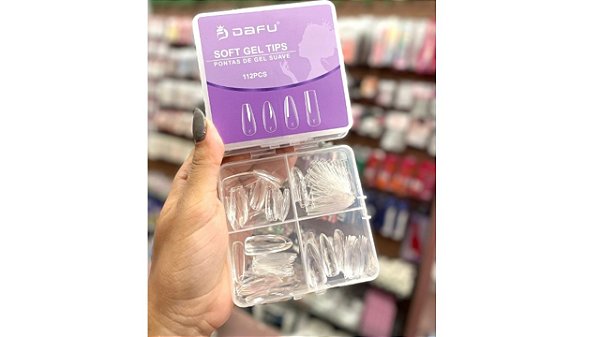 DAFU
SOFT GEL TIPS
PONTAS DE GEL SUAVE
112PCS